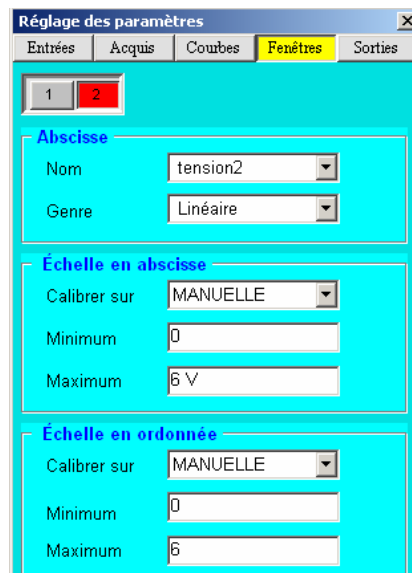 Réglage des paramètres
Entrées Acquis Courbes Fenêtres Sorties
1 2
Abscisse
Nom tension2
Genre Linéaire
Échelle en abscisse
Calibrer sur MANUELLE
Minimum 0
Maximum 6 V
Échelle en ordonnée
Calibrer sur MANUELLE
Minimum 0
Maximum 6